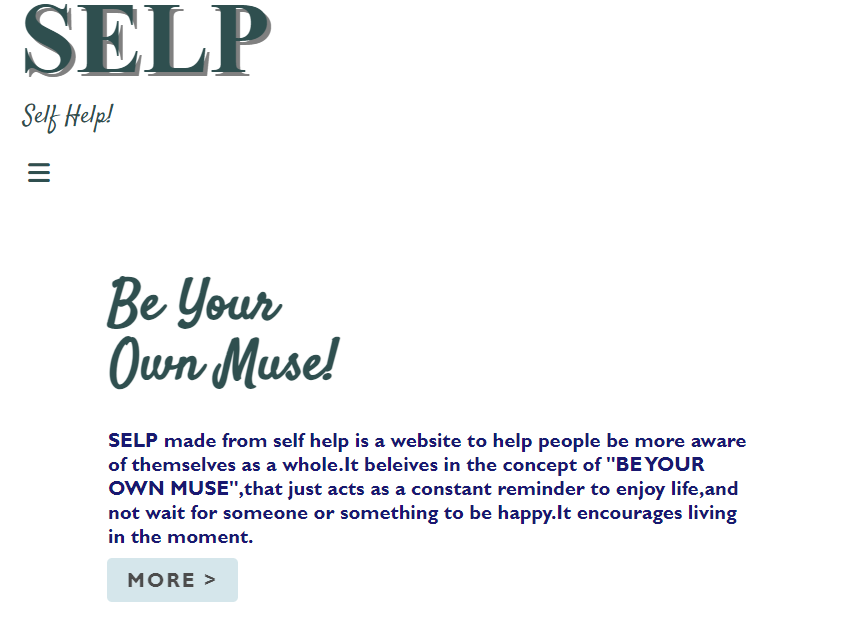 SELP
Self Help!
Be Your
Own Muse!
SELP made from self help is a website to help people be more aware
of themselves as a whole.It beleives in the concept of "BE YOUR
OWN MUSE",that just acts as a constant reminder to enjoy life,and
not wait for someone or something to be happy.It encourages living
in the moment.
MORE >